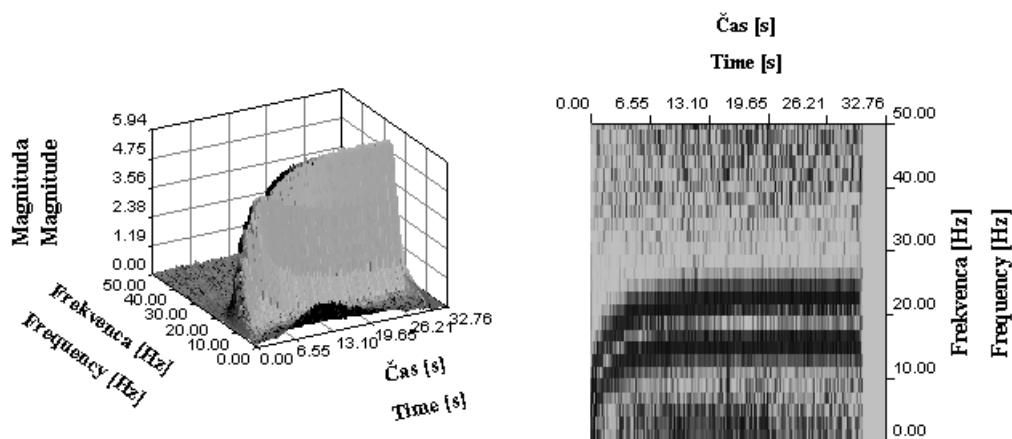 Magnituda
Magnitude
5.94
4.75
3.56
2.38
1.19
0.00
50.00
40.00
30.00
20.00
10.00
0.00
Frekvenca [Hz]
Frequency [Hz]
0.00
6.55
13.10
19.65
26.21
32.76
Čas [s]
Time [s]
Čas [s]
Time [s]
0.00 6.55 13.10 19.65 26.21 32.76
50.00
40.00
30.00
20.00
10.00
0.00
Frekvenca [Hz]
Frequency [Hz]